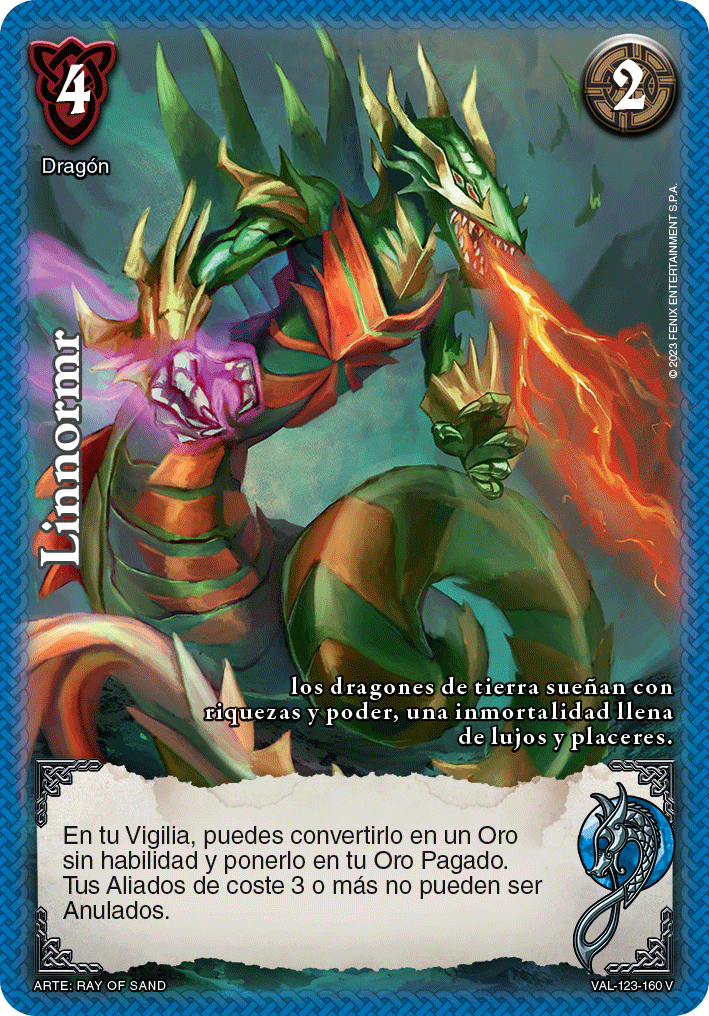 4
2
Dragón
© 2023 FENIX ENTERTAINMENT S.P.A.
Linnormr
los dragones de tierra sueñan con
riquezas y poder, una inmortalidad llena
de lujos y placeres.
En tu Vigilia, puedes convertirlo en un Oro
sin habilidad y ponerlo en tu Oro Pagado.
Tus Aliados de coste 3 o más no pueden ser
Anulados.
ARTE: RAY OF SAND
VAL-123-160 V